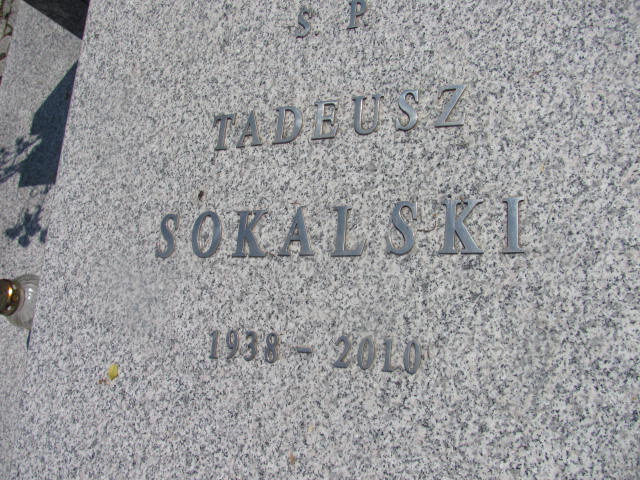 S P
TADEUSZ
SOKALSKI
1938 - 2010